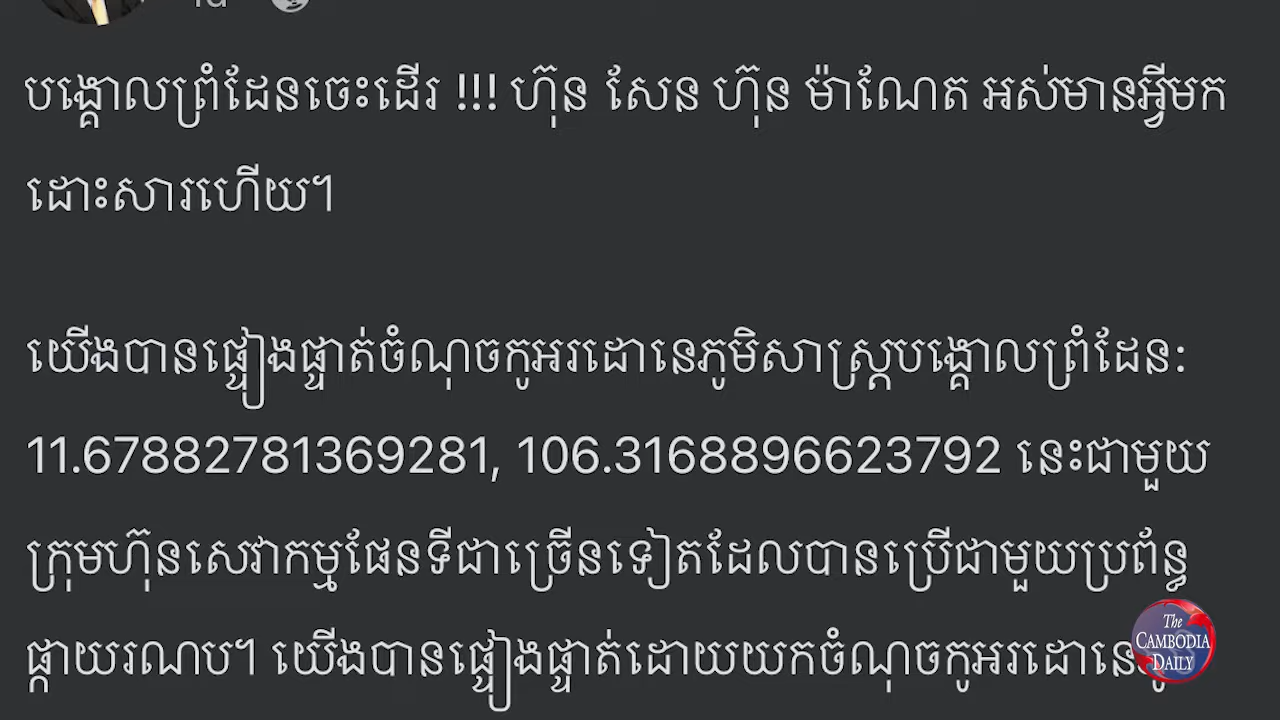 បង្គោលព្រំដែនចេះដើរ !!! ហ៊ុន សែន ហ៊ុន ម៉ាណែត អស់មានអ្វីមក
ដោះសារហើយ។
យើងបានផ្ទៀងផ្ទាត់ចំណុចកូអរដោនេភូមិសាស្ត្របង្គោលព្រំដែន:
11.67882781369281, 106.3168896623792 នេះជាមួយ
ក្រុមហ៊ុនសេវាកម្មផែនទីជាច្រើនទៀតដែលបានប្រើជាមួយប្រព័ន្ធ
ផ្កាយរណប។ យើងបានផ្ទៀងផ្ទាត់ដោយយកចំណុចកូអរដោនេ
The
CAMBODIA
DAILY